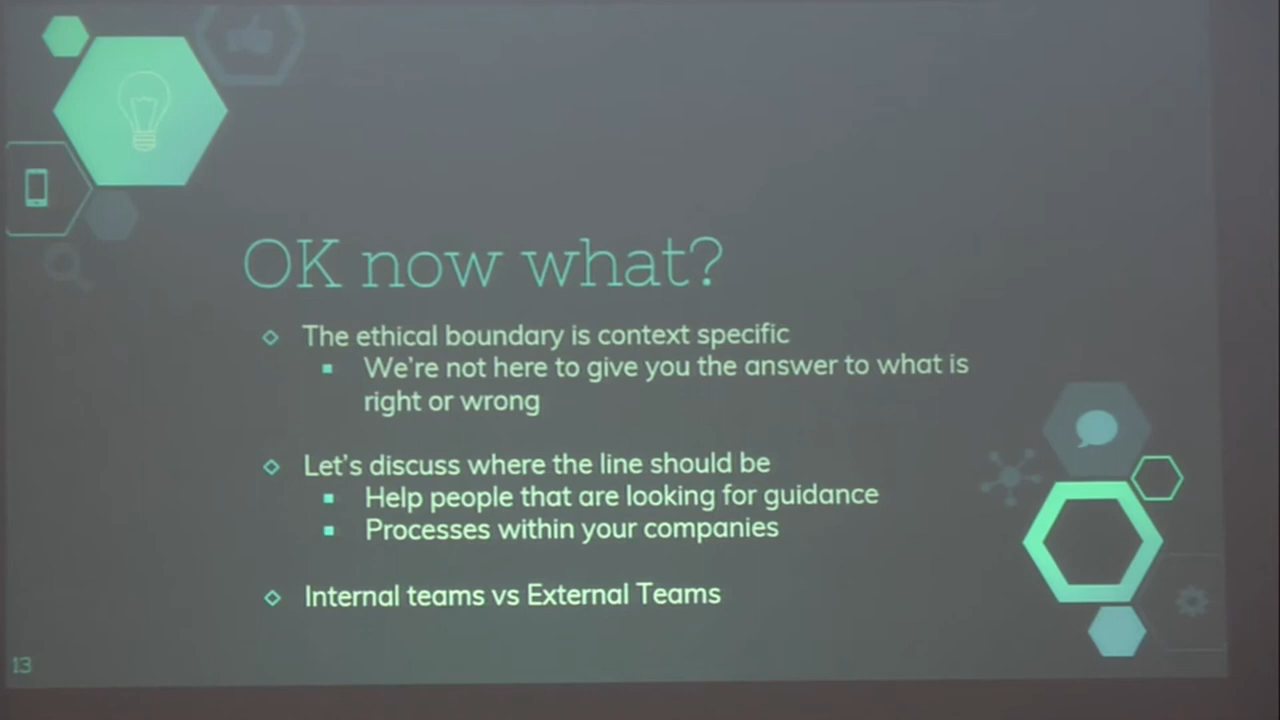 OK now what?
The ethical boundary is context specific
We're not here to give you the answer to what is
right or wrong
Let's discuss where the line should be
Help people that are looking for guidance
Processes within your companies
Internal teams vs External Teams
13